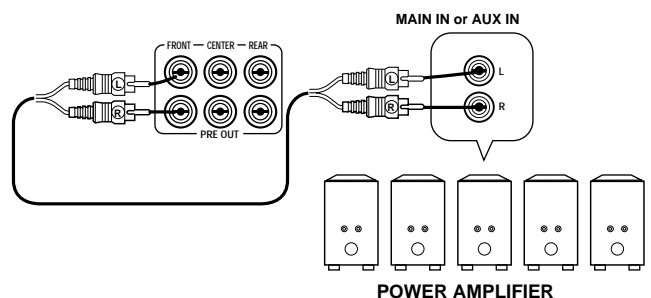 MAIN IN or AUX IN
FRONT CENTER REAR
L
L
L
R
R
R
PRE OUT
POWER AMPLIFIER